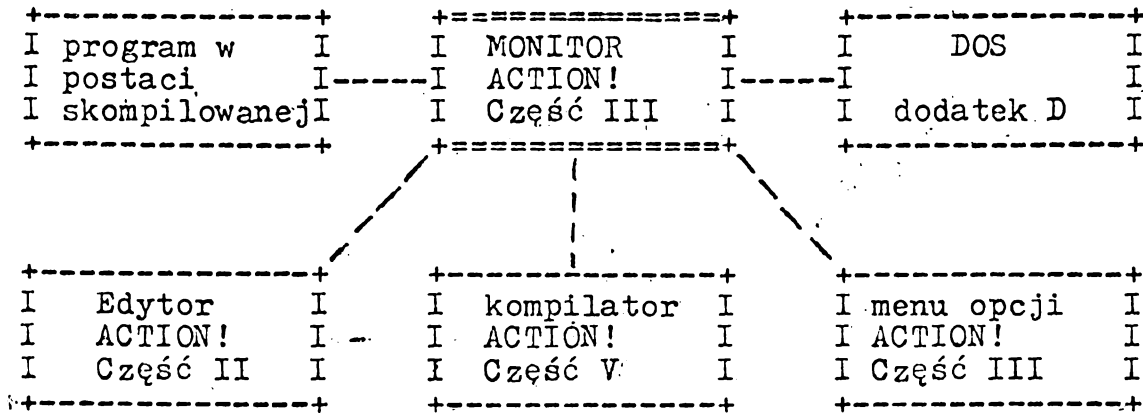 program w
postaci
skompilowanej
MONITOR
ACTION!
Część III
DOS
dodatek D
Edytor
ACTION!
Część II
kompilator
ACTION!
Część V
menu opcji
ACTION!
Część III